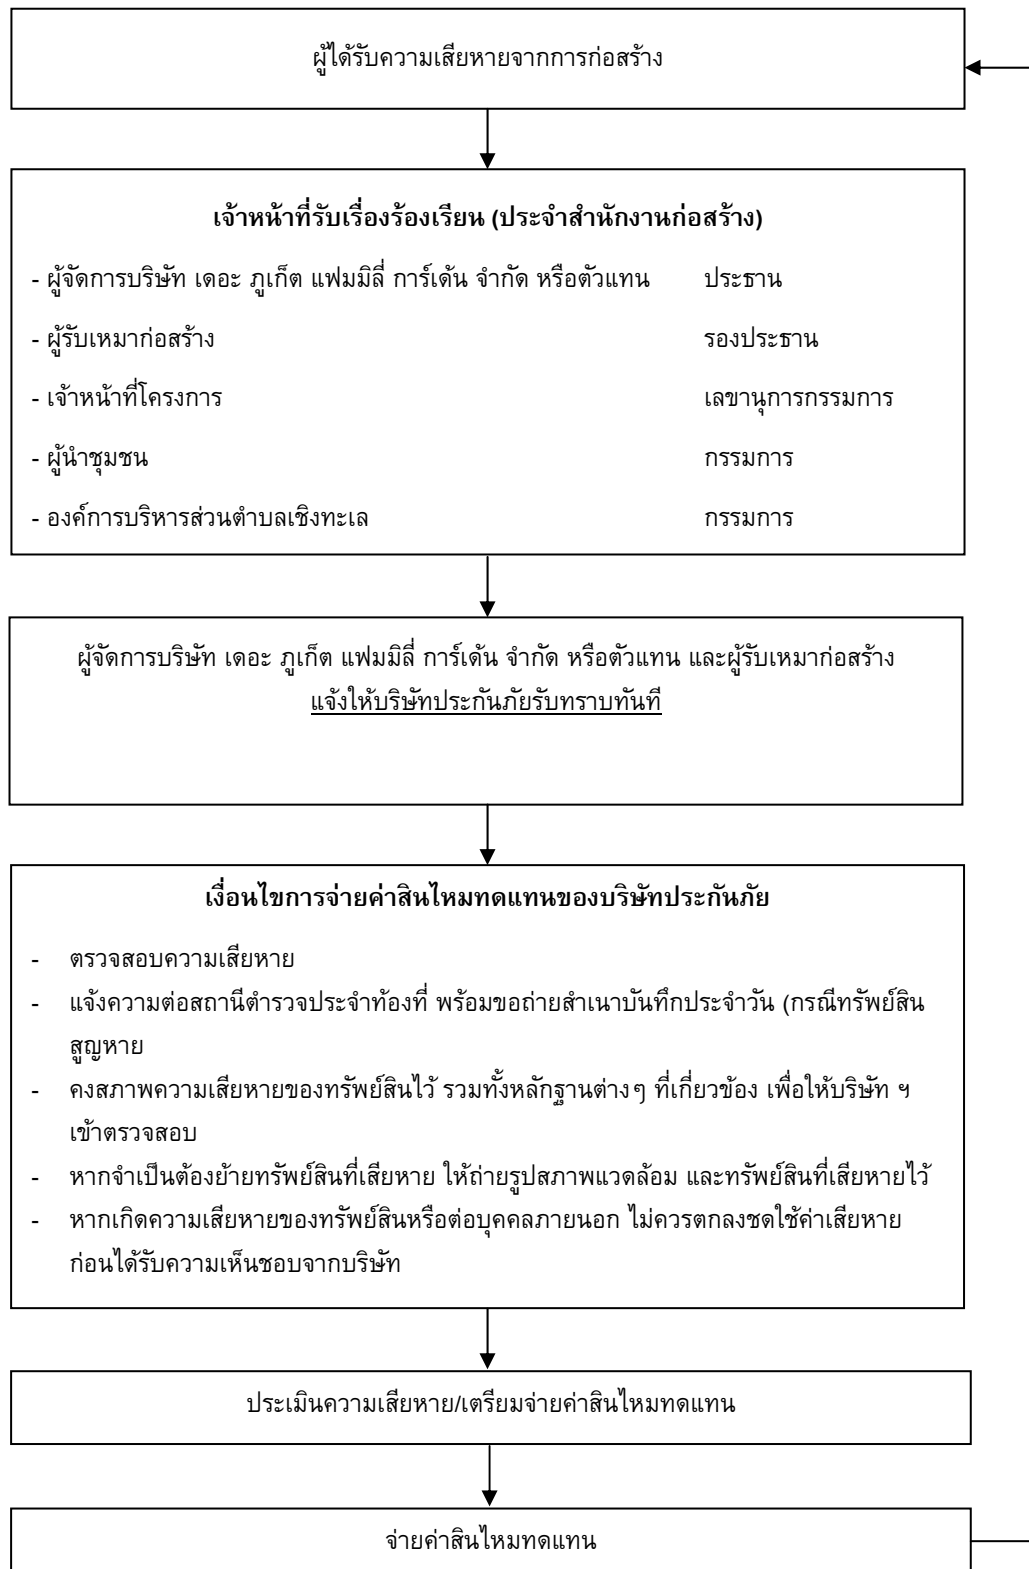 ผู้ได้รับความเสียหายจากการก่อสร้าง
เจ้าหน้าที่รับเรื่องร้องเรียน (ประจำสำนักงานก่อสร้าง)
- ผู้จัดการบริษัท เดอะ ภูเก็ต แฟมมิลี่ การ์เด้น จำกัด หรือตัวแทน ประธาน
- ผู้รับเหมาก่อสร้าง รองประธาน
- เจ้าหน้าที่โครงการ เลขานุการกรรมการ
- ผู้นำชุมชน กรรมการ
- องค์การบริหารส่วนตำบลเชิงทะเล กรรมการ
ผู้จัดการบริษัท เดอะ ภูเก็ต แฟมมิลี่ การ์เด้น จำกัด หรือตัวแทน และผู้รับเหมาก่อสร้าง
แจ้งให้บริษัทประกันภัยรับทราบทันที
เงื่อนไขการจ่ายค่าสินไหมทดแทนของบริษัทประกันภัย
- ตรวจสอบความเสียหาย
- แจ้งความต่อสถานีตำรวจประจำท้องที่ พร้อมขอถ่ายสำเนาบันทึกประจำวัน (กรณีทรัพย์สิน
สูญหาย
- คงสภาพความเสียหายของทรัพย์สินไว้ รวมทั้งหลักฐานต่างๆ ที่เกี่ยวข้อง เพื่อให้บริษัท ฯ
เข้าตรวจสอบ
- หากจำเป็นต้องย้ายทรัพย์สินที่เสียหาย ให้ถ่ายรูปสภาพแวดล้อม และทรัพย์สินที่เสียหายไว้
- หากเกิดความเสียหายของทรัพย์สินหรือต่อบุคคลภายนอก ไม่ควรตกลงชดใช้ค่าเสียหาย
ก่อนได้รับความเห็นชอบจากบริษัท
ประเมินความเสียหาย/เตรียมจ่ายค่าสินไหมทดแทน
จ่ายค่าสินไหมทดแทน